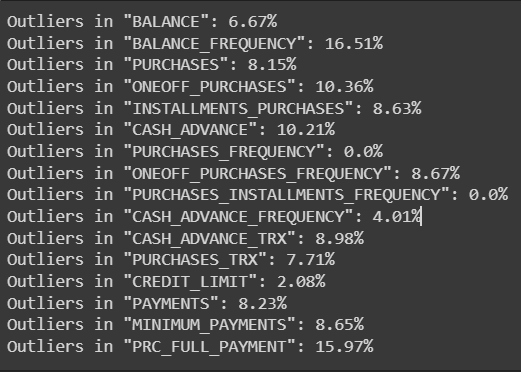 Outliers in "BALANCE": 6.67%
Outliers in "BALANCE_FREQUENCY": 16.51%
Outliers in "PURCHASES": 8.15%
Outliers in "ONEOFF_PURCHASES": 10.36%
Outliers in "INSTALLMENTS_PURCHASES": 8.63%
Outliers in "CASH_ADVANCE": 10.21%
Outliers in "PURCHASES_FREQUENCY": 0.0%
Outliers in "ONEOFF_PURCHASES_FREQUENCY": 8.67%
Outliers in "PURCHASES_INSTALLMENTS_FREQUENCY": 0.0%
Outliers in "CASH_ADVANCE_FREQUENCY": 4.01%
Outliers in "CASH_ADVANCE_TRX": 8.98%
Outliers in "PURCHASES_TRX": 7.71%
Outliers in "CREDIT_LIMIT": 2.08%
Outliers in "PAYMENTS": 8.23%
Outliers in "MINIMUM_PAYMENTS": 8.65%
Outliers in "PRC_FULL_PAYMENT": 15.97%